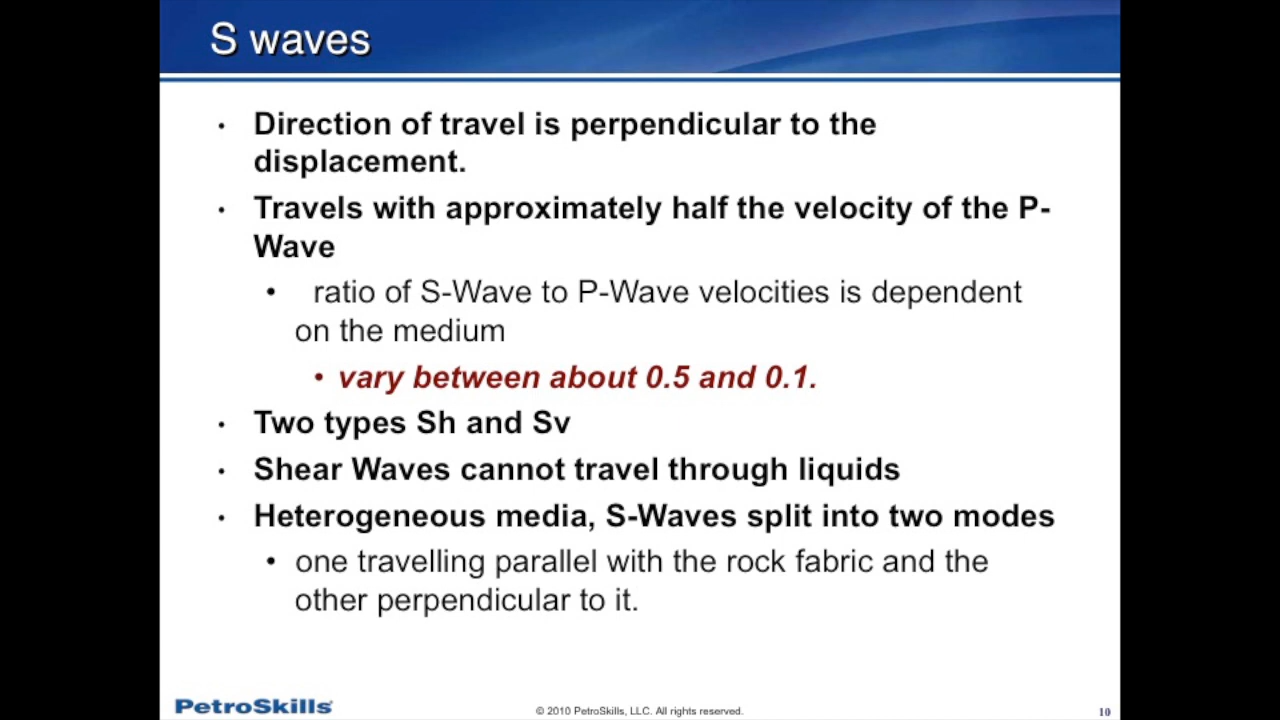 S waves
• Direction of travel is perpendicular to the
displacement.
• Travels with approximately half the velocity of the P-
Wave
• ratio of S-Wave to P-Wave velocities is dependent
on the medium
• vary between about 0.5 and 0.1.
• Two types Sh and Sv
• Shear Waves cannot travel through liquids
• Heterogeneous media, S-Waves split into two modes
• one travelling parallel with the rock fabric and the
other perpendicular to it.
PetroSkills
© 2010 PetroSkills, LLC. All rights reserved.
10